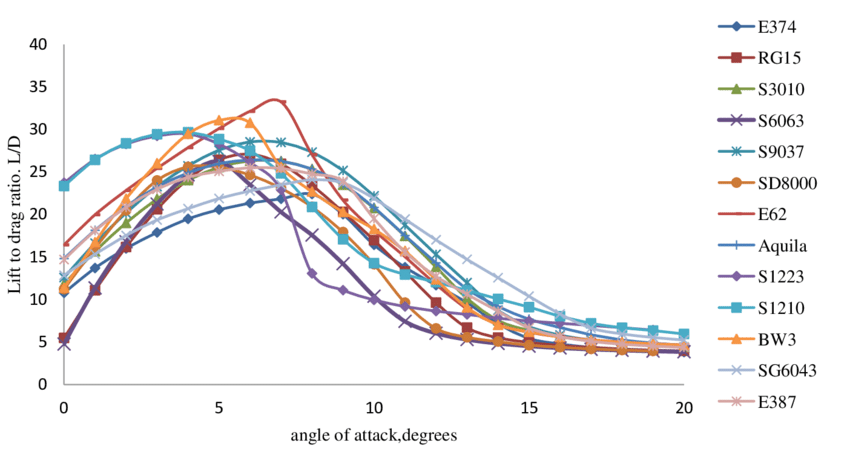 Lift to drag ratio. L/D
40
35
30
25
20
15
10
5
0
0 5 10 15 20
angle of attack,degrees
E374
RG15
S3010
S6063
S9037
SD8000
E62
Aquila
S1223
S1210
BW3
SG6043
E387